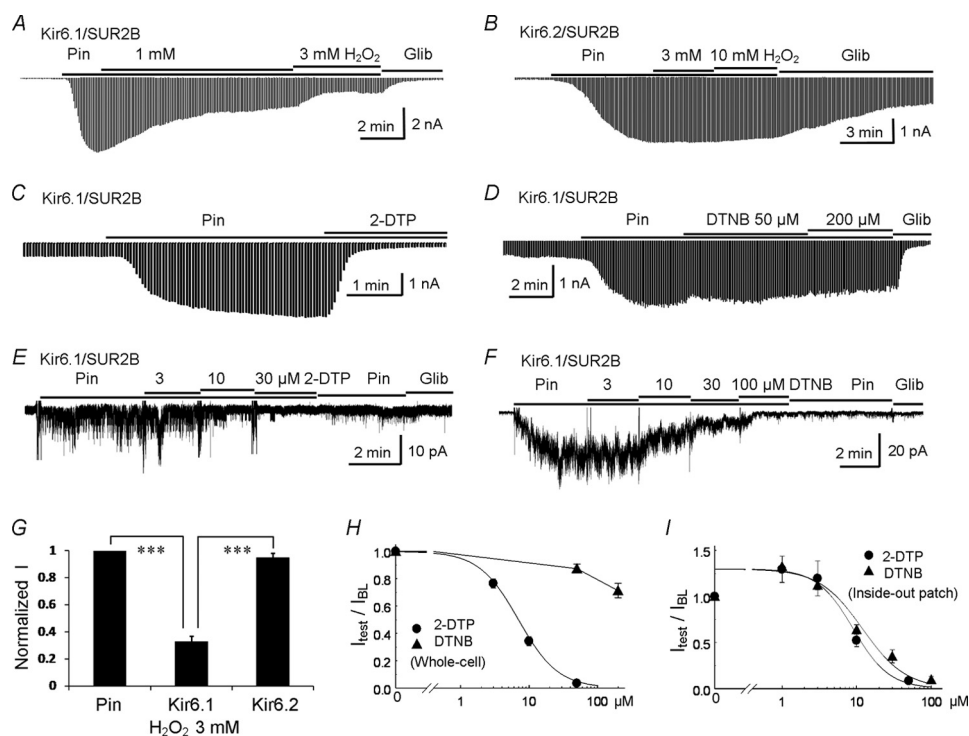 A
Kir6.1/SUR2B
Pin 1 mM 3 mM H₂O₂ Glib
2 min 2 nA
B
Kir6.2/SUR2B
Pin 3 mM 10 mM H₂O₂ Glib
3 min 1 nA
C
Kir6.1/SUR2B
Pin 2-DTP
1 min 1 nA
D
Kir6.1/SUR2B
Pin DTNB 50 µM 200 µM Glib
2 min 1 nA
E
Kir6.1/SUR2B
Pin 3 10 30 µM 2-DTP Pin Glib
2 min 10 pA
F
Kir6.1/SUR2B
Pin 3 10 30 100 µM DTNB Pin Glib
2 min 20 pA
G
Normalized I
1
0.8
0.6
0.4
0.2
0
*** ***
Pin Kir6.1 Kir6.2
H₂O₂ 3 mM
H
Itest / IBL
1.0
0.8
0.6
0.4
0.2
0.0
2-DTP
DTNB
(Whole-cell)
0 1 10 100 µM
I
Itest / IBL
1.5
1.0
0.5
0.0
2-DTP
DTNB
(Inside-out patch)
0 1 10 100 µM